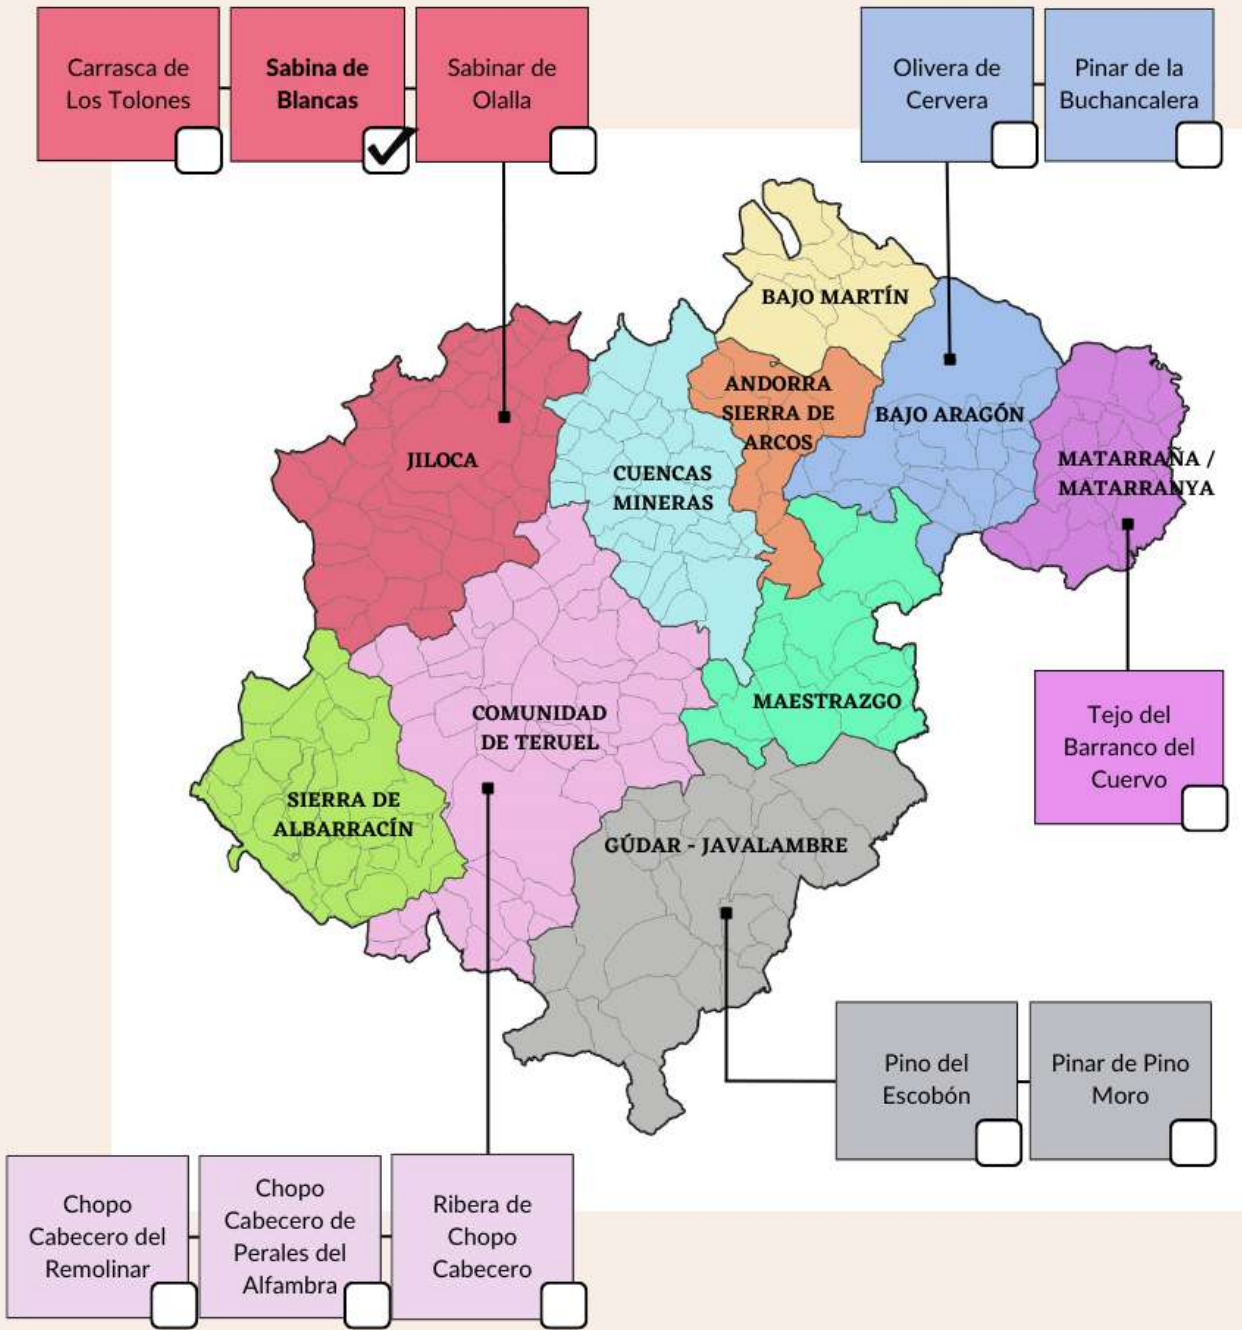 Carrasca de
Los Tolones
Sabina de
Blancas
Sabinar de
Olalla
Olivera de
Cervera
Pinar de la
Buchancalera
BAJO MARTÍN
ANDORRA
SIERRA DE
ARCOS
BAJO ARAGÓN
JILOCA
CUENCAS
MINERAS
MATARRAÑA /
MATARRANYA
MAESTRAZGO
COMUNIDAD
DE TERUEL
Tejo del
Barranco del
Cuervo
SIERRA DE
ALBARRACÍN
GÚDAR - JAVALAMBRE
Pino del
Escobón
Pinar de Pino
Moro
Chopo
Cabecero del
Remolinar
Chopo
Cabecero de
Perales del
Alfambra
Ribera de
Chopo
Cabecero